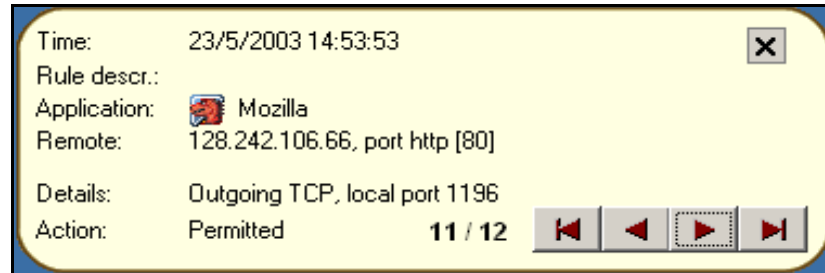 Time: 23/5/2003 14:53:53
Rule descr.:
Application: Mozilla
Remote: 128.242.106.66, port http [80]
Details: Outgoing TCP, local port 1196
Action: Permitted 11 / 12